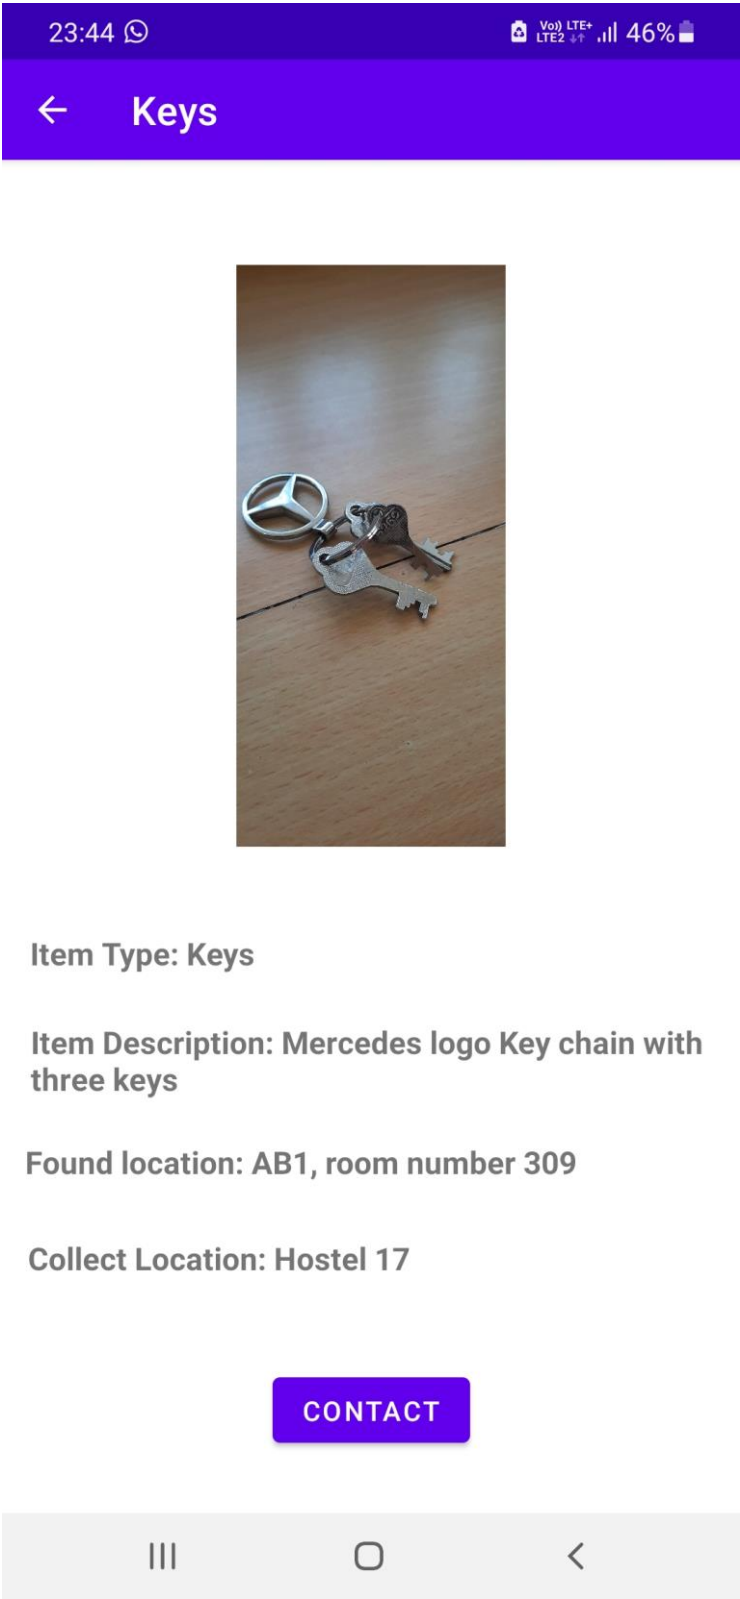 23:44
Vo)) LTE+
LTE2 46%
Keys
Item Type: Keys
Item Description: Mercedes logo Key chain with
three keys
Found location: AB1, room number 309
Collect Location: Hostel 17
CONTACT